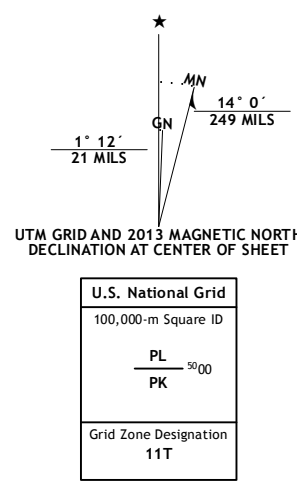 ★
MN
GN
14° 0´
249 MILS
1° 12´
21 MILS
UTM GRID AND 2013 MAGNETIC NORTH
DECLINATION AT CENTER OF SHEET
U.S. National Grid
100,000-m Square ID
PL
5000
PK
Grid Zone Designation
11T